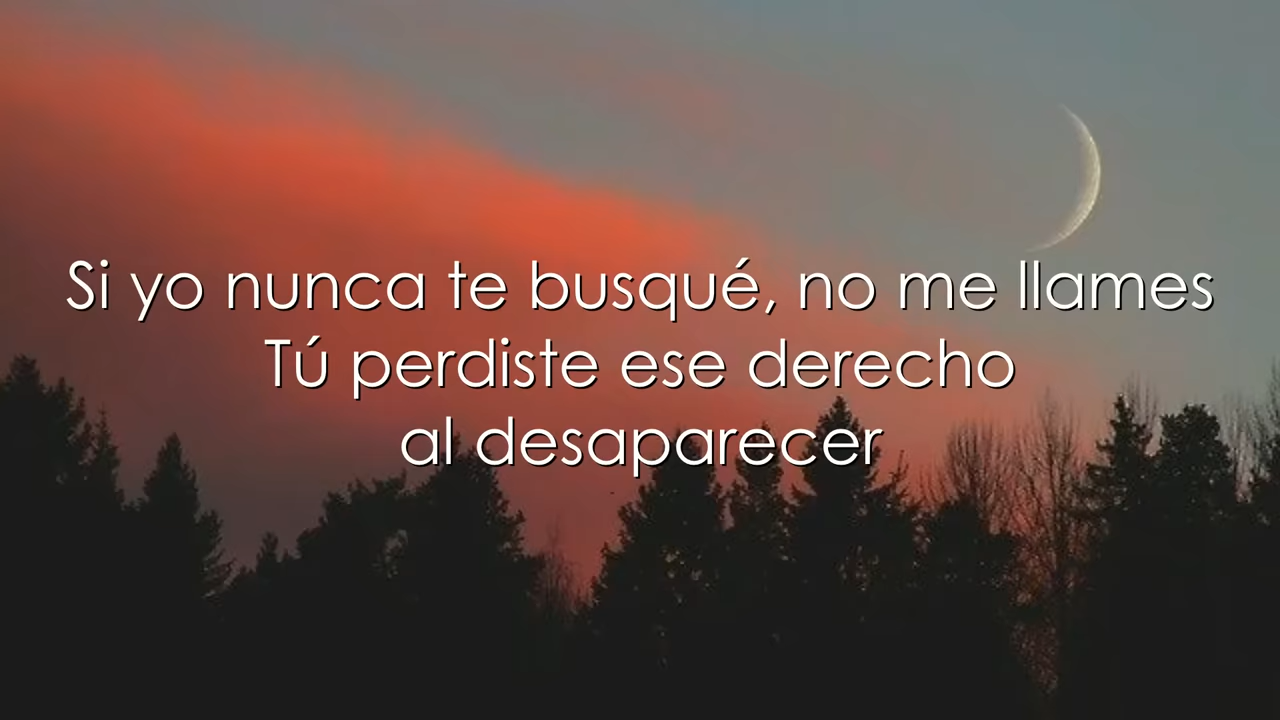 Si yo nunca te busqué, no me llames
Tú perdiste ese derecho
al desaparecer